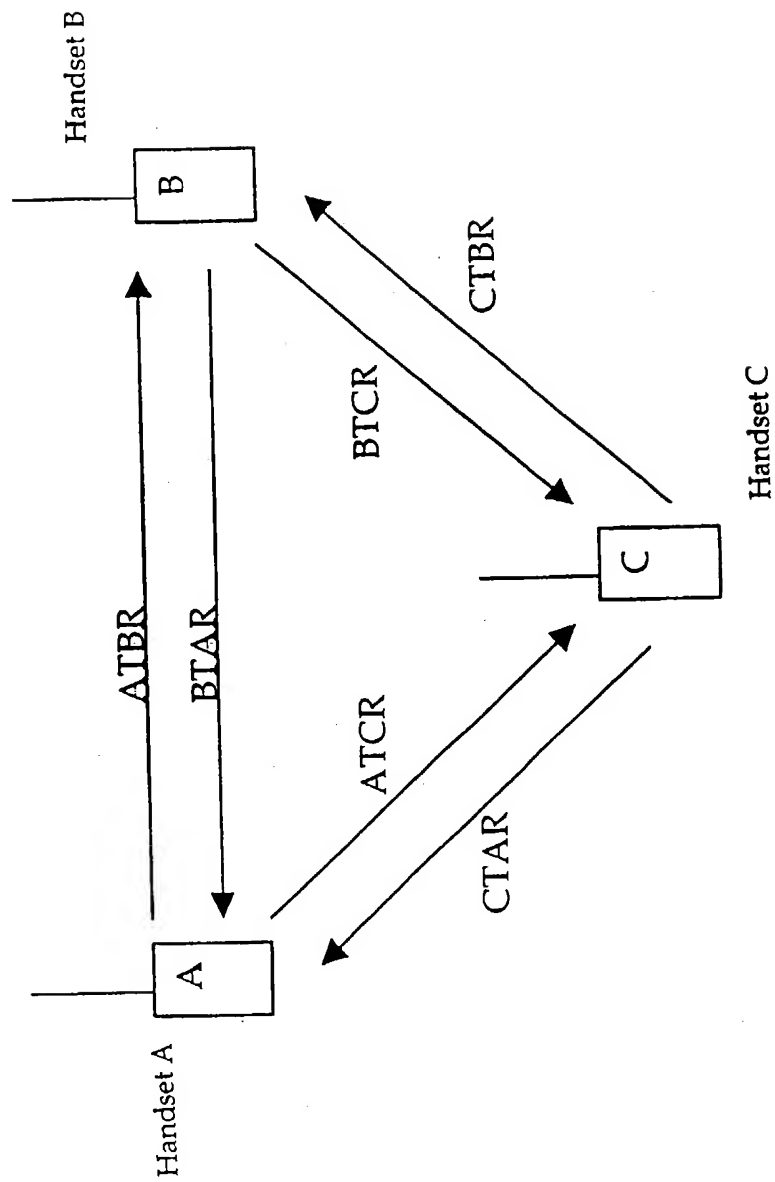 Handset A
A
ATBR
BTAR
B
Handset B
ATCR
CTAR
BTCR
CTBR
C
Handset C